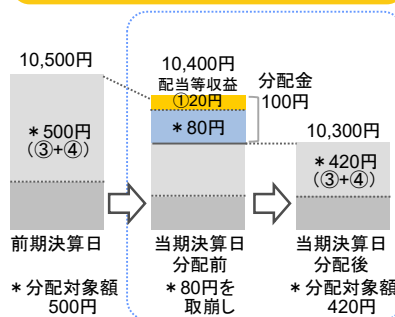 10,500円
10,400円
配当等収益
①20円
分配金
100円
＊500円
（③+④）
＊80円
10,300円
＊420円
（③+④）
前期決算日
当期決算日
分配前
当期決算日
分配後
＊分配対象額
500円
＊80円を
取崩し
＊分配対象額
420円